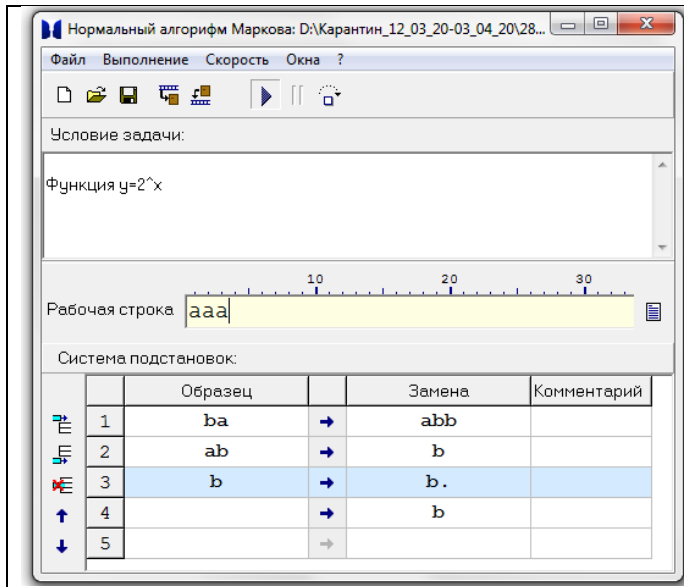 Нормальный алгорифм Маркова: D:\Карантин_12_03_20-03_04_20\28...
Файл Выполнение Скорость Окна ?
Условие задачи:
Функция y=2^x
10 20 30
Рабочая строка aaa
Система подстановок:
Образец Замена Комментарий
1 ba → abb
2 ab → b
3 b → b.
4 → b
5 →